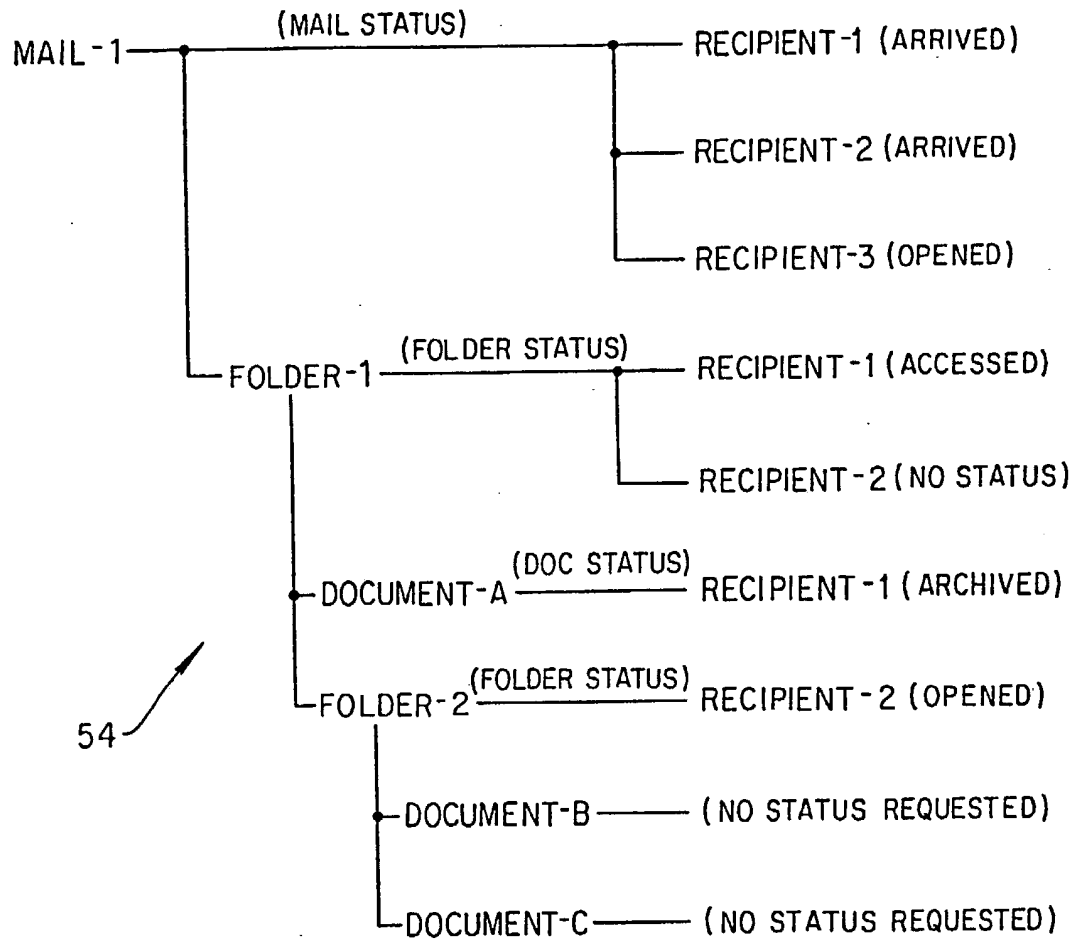 (MAIL STATUS)
MAIL-1 RECIPIENT-1 (ARRIVED)
RECIPIENT-2 (ARRIVED)
RECIPIENT-3 (OPENED)
(FOLDER STATUS)
FOLDER-1 RECIPIENT-1 (ACCESSED)
RECIPIENT-2 (NO STATUS)
(DOC STATUS)
DOCUMENT-A RECIPIENT-1 (ARCHIVED)
(FOLDER STATUS)
FOLDER-2 RECIPIENT-2 (OPENED)
54
DOCUMENT-B (NO STATUS REQUESTED)
DOCUMENT-C (NO STATUS REQUESTED)